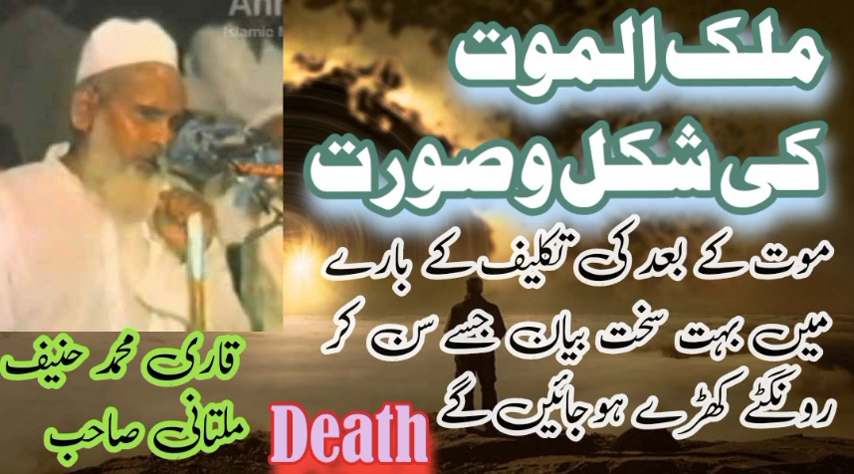 ملک الموت
کی شکل و صورت
موت کے بعد کی تکلیف کے بارے
میں بہت سخت بیان جسے سن کر
رونگٹے کھڑے ہو جائیں گے
قاری محمد حنیف
ملتانی صاحب
Death